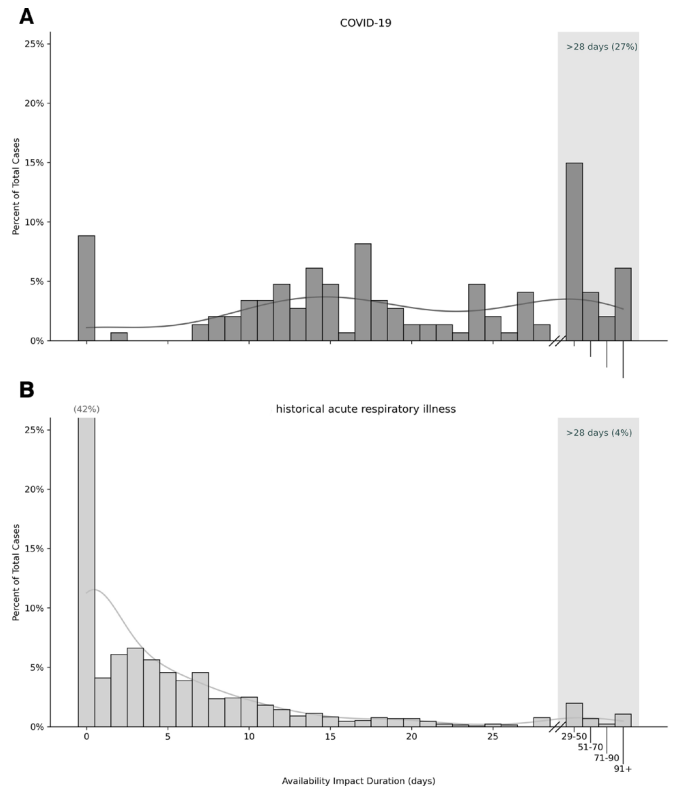 A
COVID-19
>28 days (27%)
Percent of Total Cases
25%
20%
15%
10%
5%
0%
B
(42%)
historical acute respiratory illness
>28 days (4%)
Percent of Total Cases
25%
20%
15%
10%
5%
0%
0 5 10 15 20 25 29-50
51-70
71-90
91+
Availability Impact Duration (days)